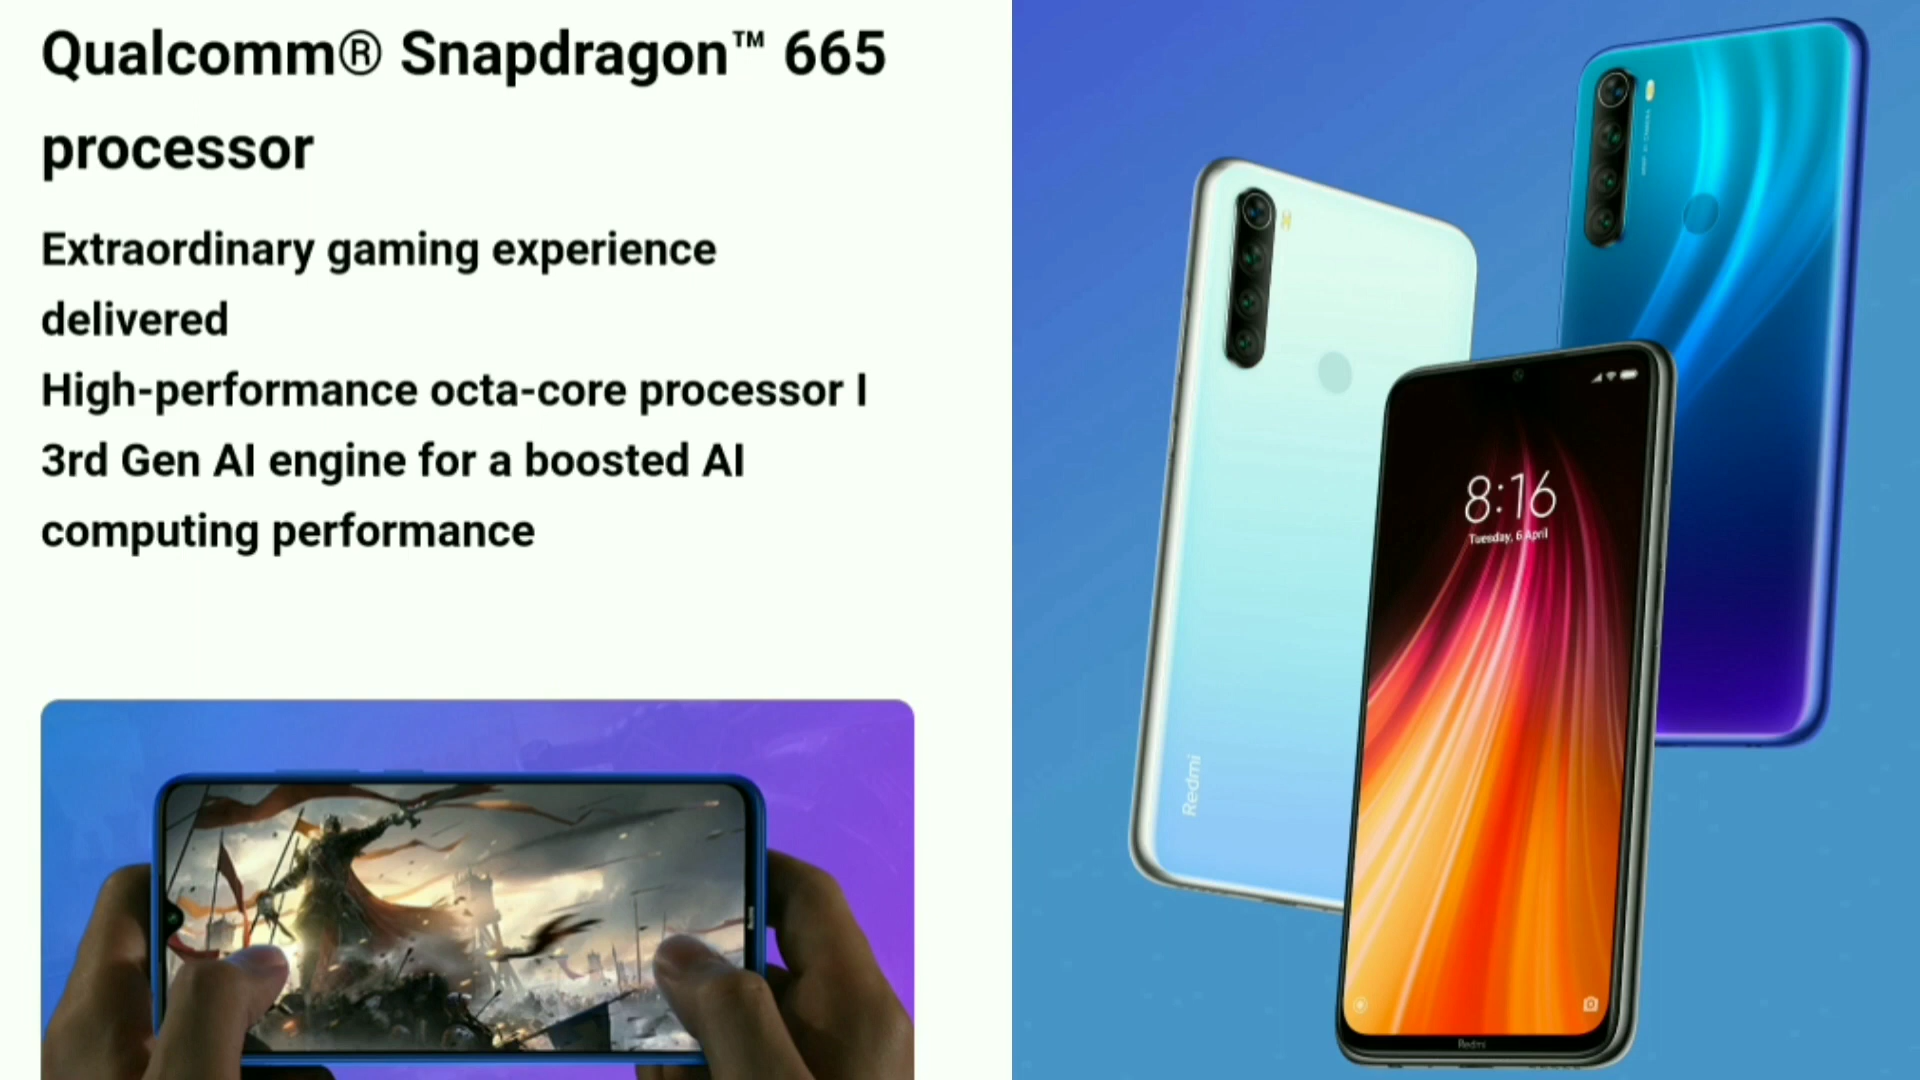 Qualcomm® Snapdragon™ 665
processor
Extraordinary gaming experience
delivered
High-performance octa-core processor I
3rd Gen AI engine for a boosted AI
computing performance
8:16
Tuesday, 6 April
Redmi
Redmi